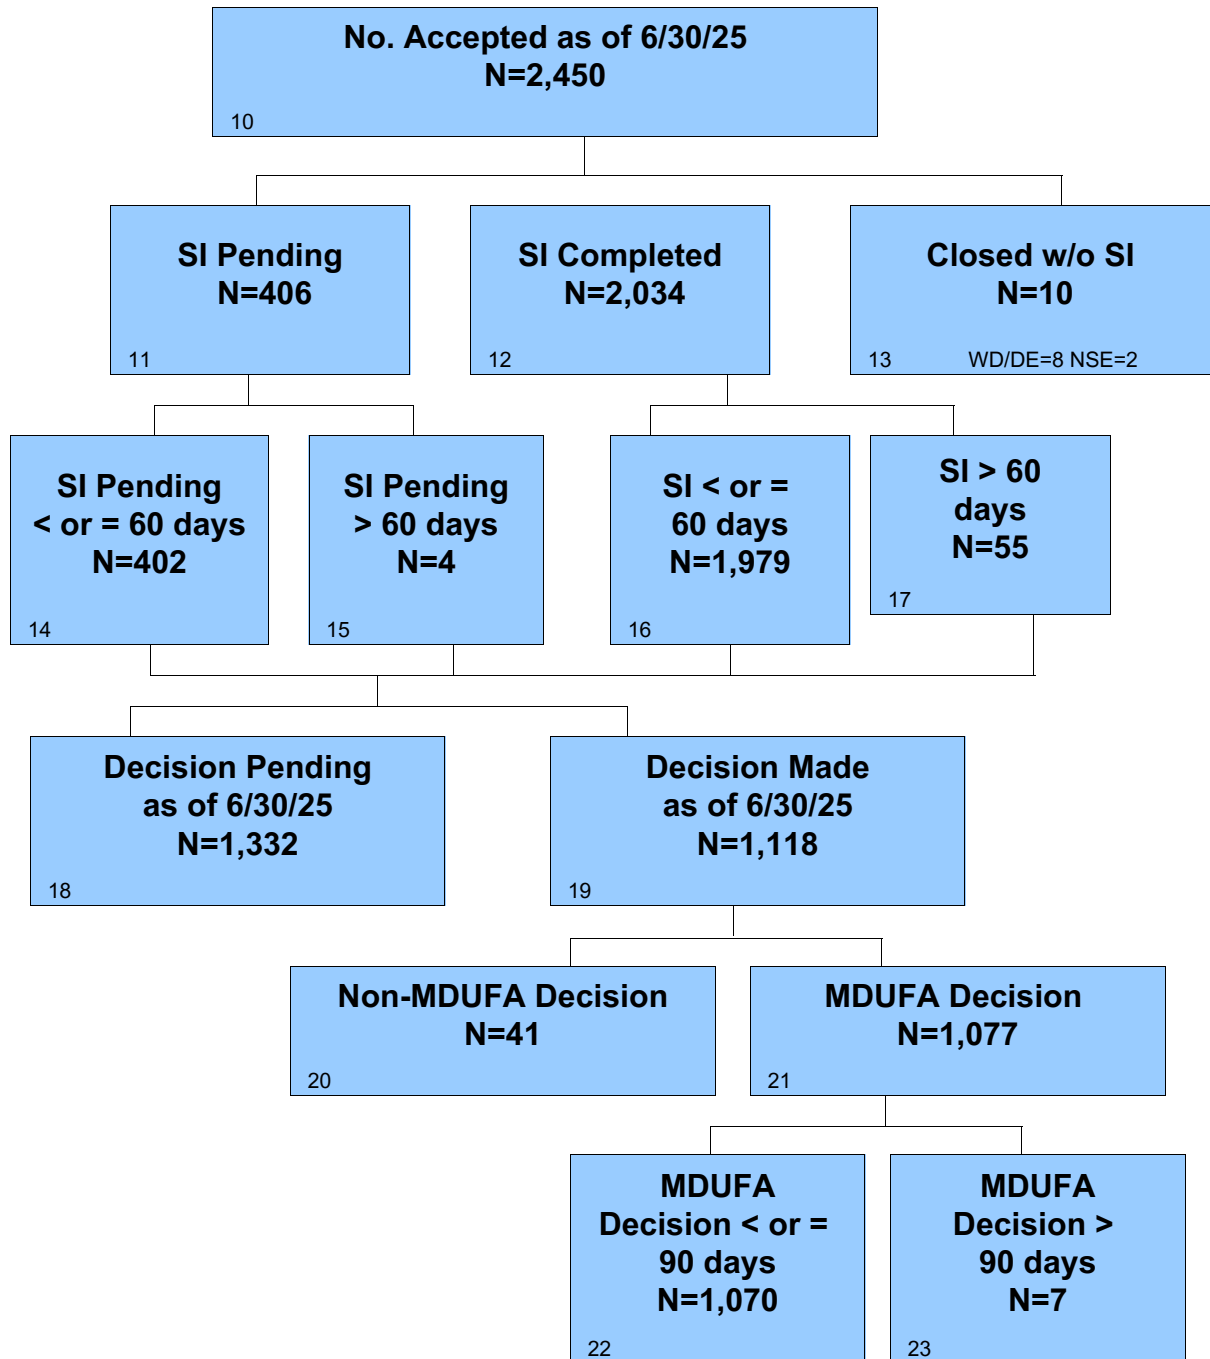 No. Accepted as of 6/30/25
N=2,450
10
SI Pending
N=406
11
SI Completed
N=2,034
12
Closed w/o SI
N=10
13 WD/DE=8 NSE=2
SI Pending
< or = 60 days
N=402
14
SI Pending
> 60 days
N=4
15
SI < or =
60 days
N=1,979
16
SI > 60
days
N=55
17
Decision Pending
as of 6/30/25
N=1,332
18
Decision Made
as of 6/30/25
N=1,118
19
Non-MDUFA Decision
N=41
20
MDUFA Decision
N=1,077
21
MDUFA
Decision < or =
90 days
N=1,070
22
MDUFA
Decision >
90 days
N=7
23